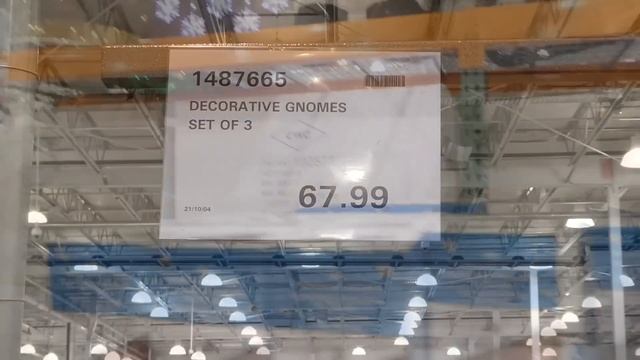 1487665
DECORATIVE GNOMES
SET OF 3
67.99
21/10/04